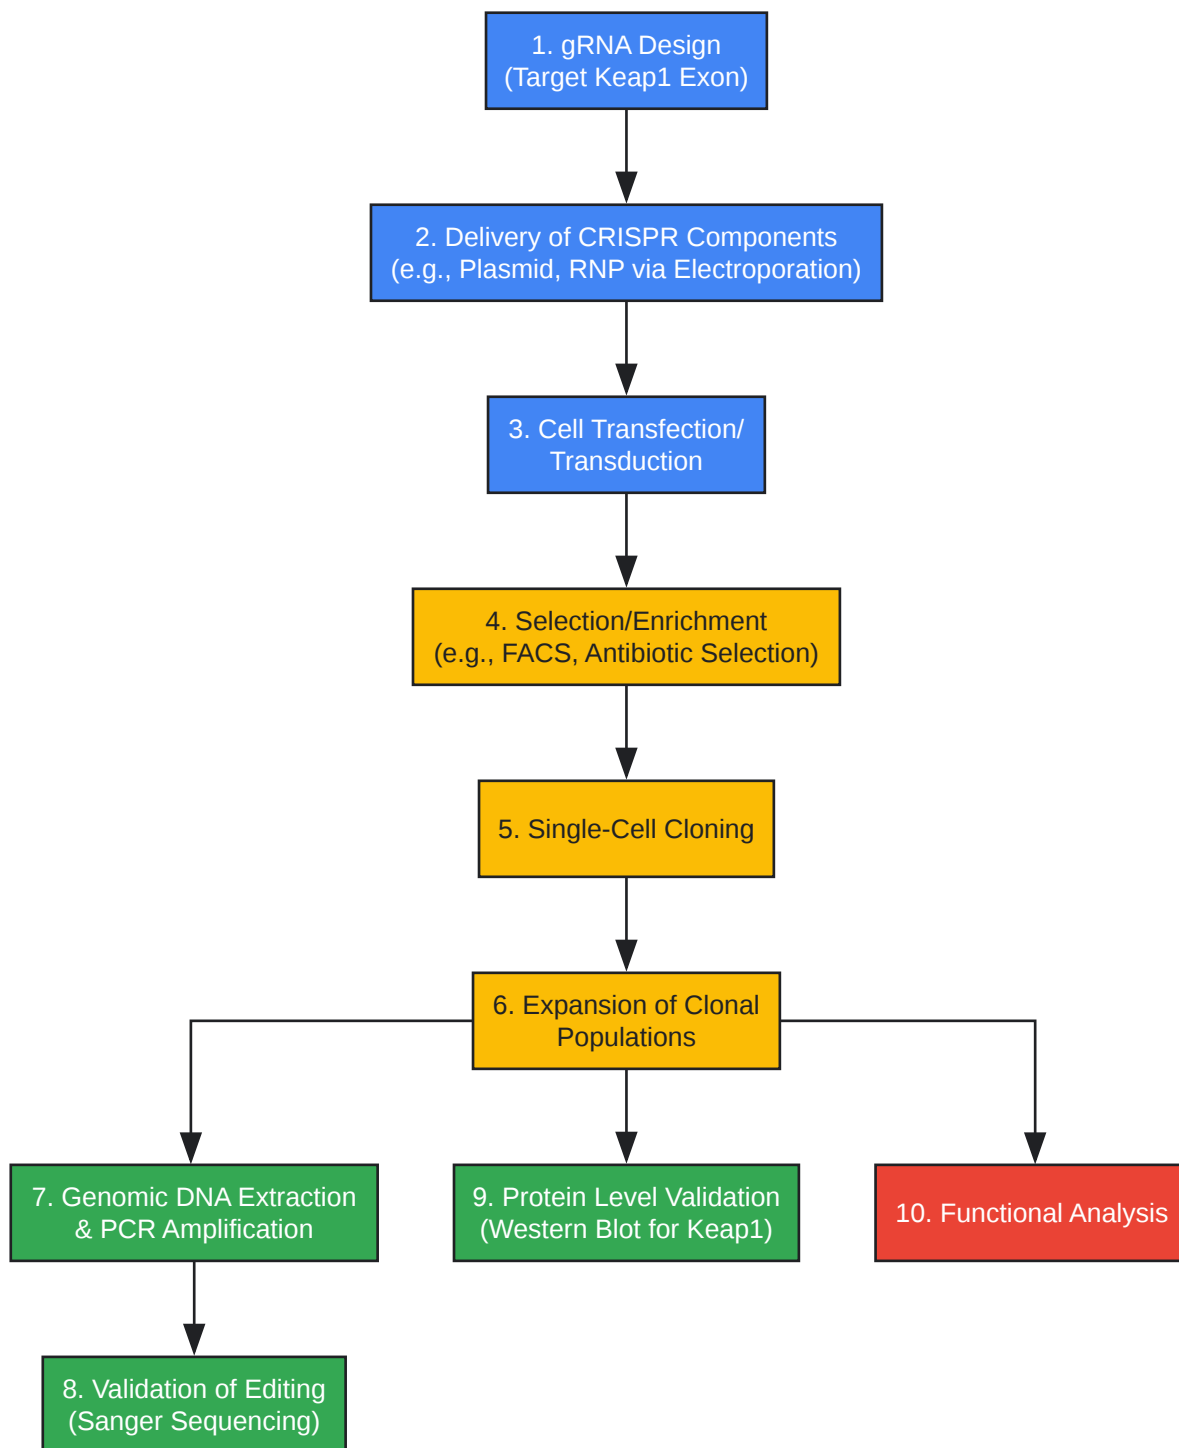 1. gRNA Design
(Target Keap1 Exon)
2. Delivery of CRISPR Components
(e.g., Plasmid, RNP via Electroporation)
3. Cell Transfection/
Transduction
4. Selection/Enrichment
(e.g., FACS, Antibiotic Selection)
5. Single-Cell Cloning
6. Expansion of Clonal
Populations
7. Genomic DNA Extraction
& PCR Amplification
9. Protein Level Validation
(Western Blot for Keap1)
10. Functional Analysis
8. Validation of Editing
(Sanger Sequencing)